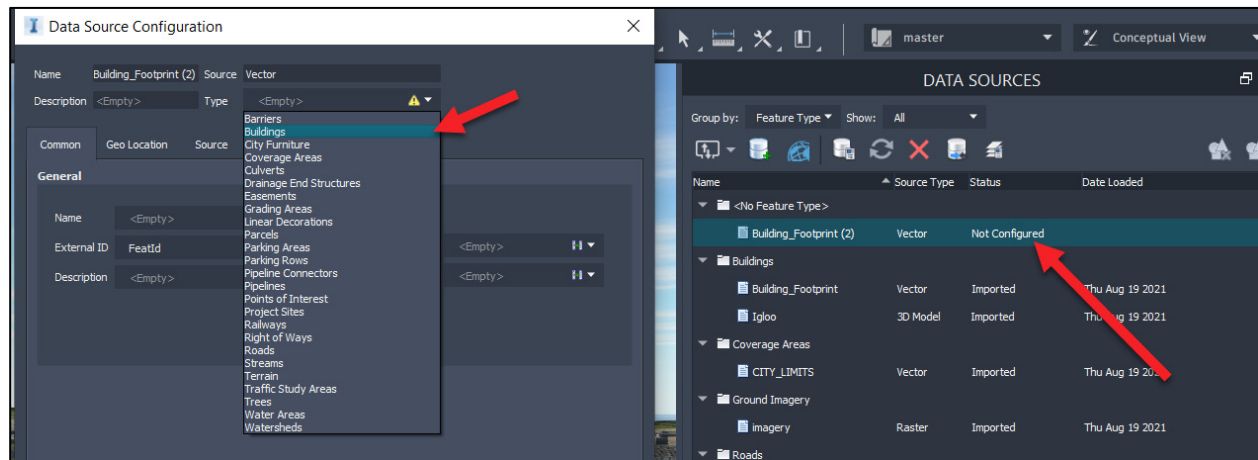 Data Source Configuration
Name Building_Footprint (2) Source Vector
Description <Empty> Type <Empty>
Barriers
Buildings
City Furniture
Coverage Areas
Culverts
Drainage End Structures
Easements
Grading Areas
Linear Decorations
Parcels
Parking Areas
Parking Rows
Pipeline Connectors
Pipelines
Points of Interest
Project Sites
Railways
Right of Ways
Roads
Streams
Terrain
Traffic Study Areas
Trees
Water Areas
Watersheds
Common Geo Location Source
General
Name <Empty>
External ID FeatId <Empty>
Description <Empty> <Empty>
master Conceptual View
DATA SOURCES
Group by: Feature Type Show: All
Name Source Type Status Date Loaded
<No Feature Type>
Building_Footprint (2) Vector Not Configured
Buildings
Building_Footprint Vector Imported Thu Aug 19 2021
Igloo 3D Model Imported Thu Aug 19 2021
Coverage Areas
CITY_LIMITS Vector Imported Thu Aug 19
Ground Imagery
imagery Raster Imported Thu Aug 19 2021
Roads